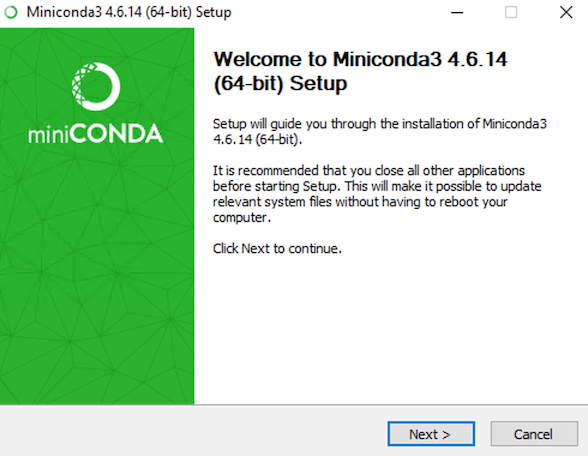 Miniconda3 4.6.14 (64-bit) Setup
miniCONDA
Welcome to Miniconda3 4.6.14
(64-bit) Setup
Setup will guide you through the installation of Miniconda3
4.6.14 (64-bit).
It is recommended that you close all other applications
before starting Setup. This will make it possible to update
relevant system files without having to reboot your
computer.
Click Next to continue.
Next >
Cancel